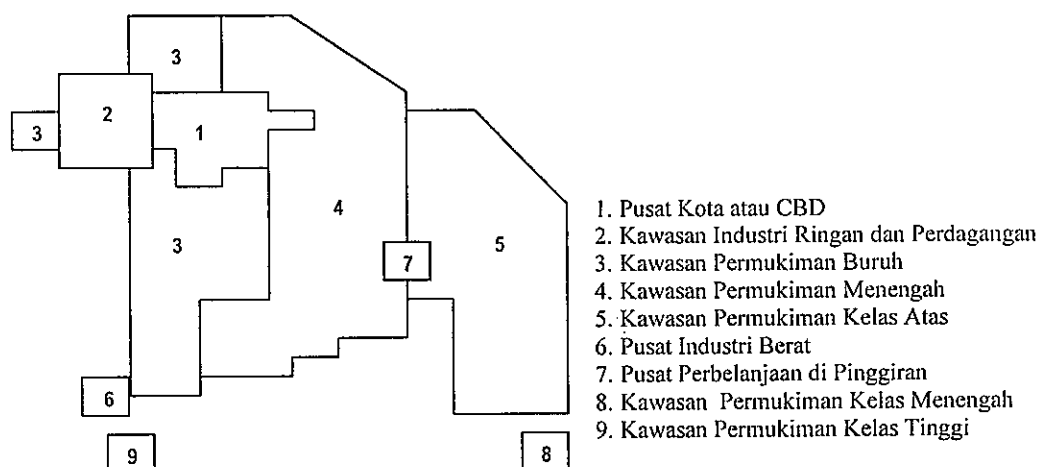 3
2
3
1
4
3
5
7
6
9
8
1. Pusat Kota atau CBD
2. Kawasan Industri Ringan dan Perdagangan
3. Kawasan Permukiman Buruh
4. Kawasan Permukiman Menengah
5. Kawasan Permukiman Kelas Atas
6. Pusat Industri Berat
7. Pusat Perbelanjaan di Pinggiran
8. Kawasan Permukiman Kelas Menengah
9. Kawasan Permukiman Kelas Tinggi